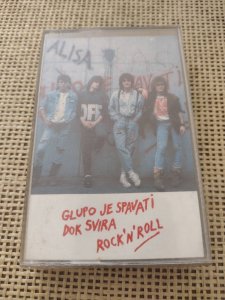 ALISA
GLUPO JE SPAVATI
DOK SVIRA
ROCK'N'ROLL